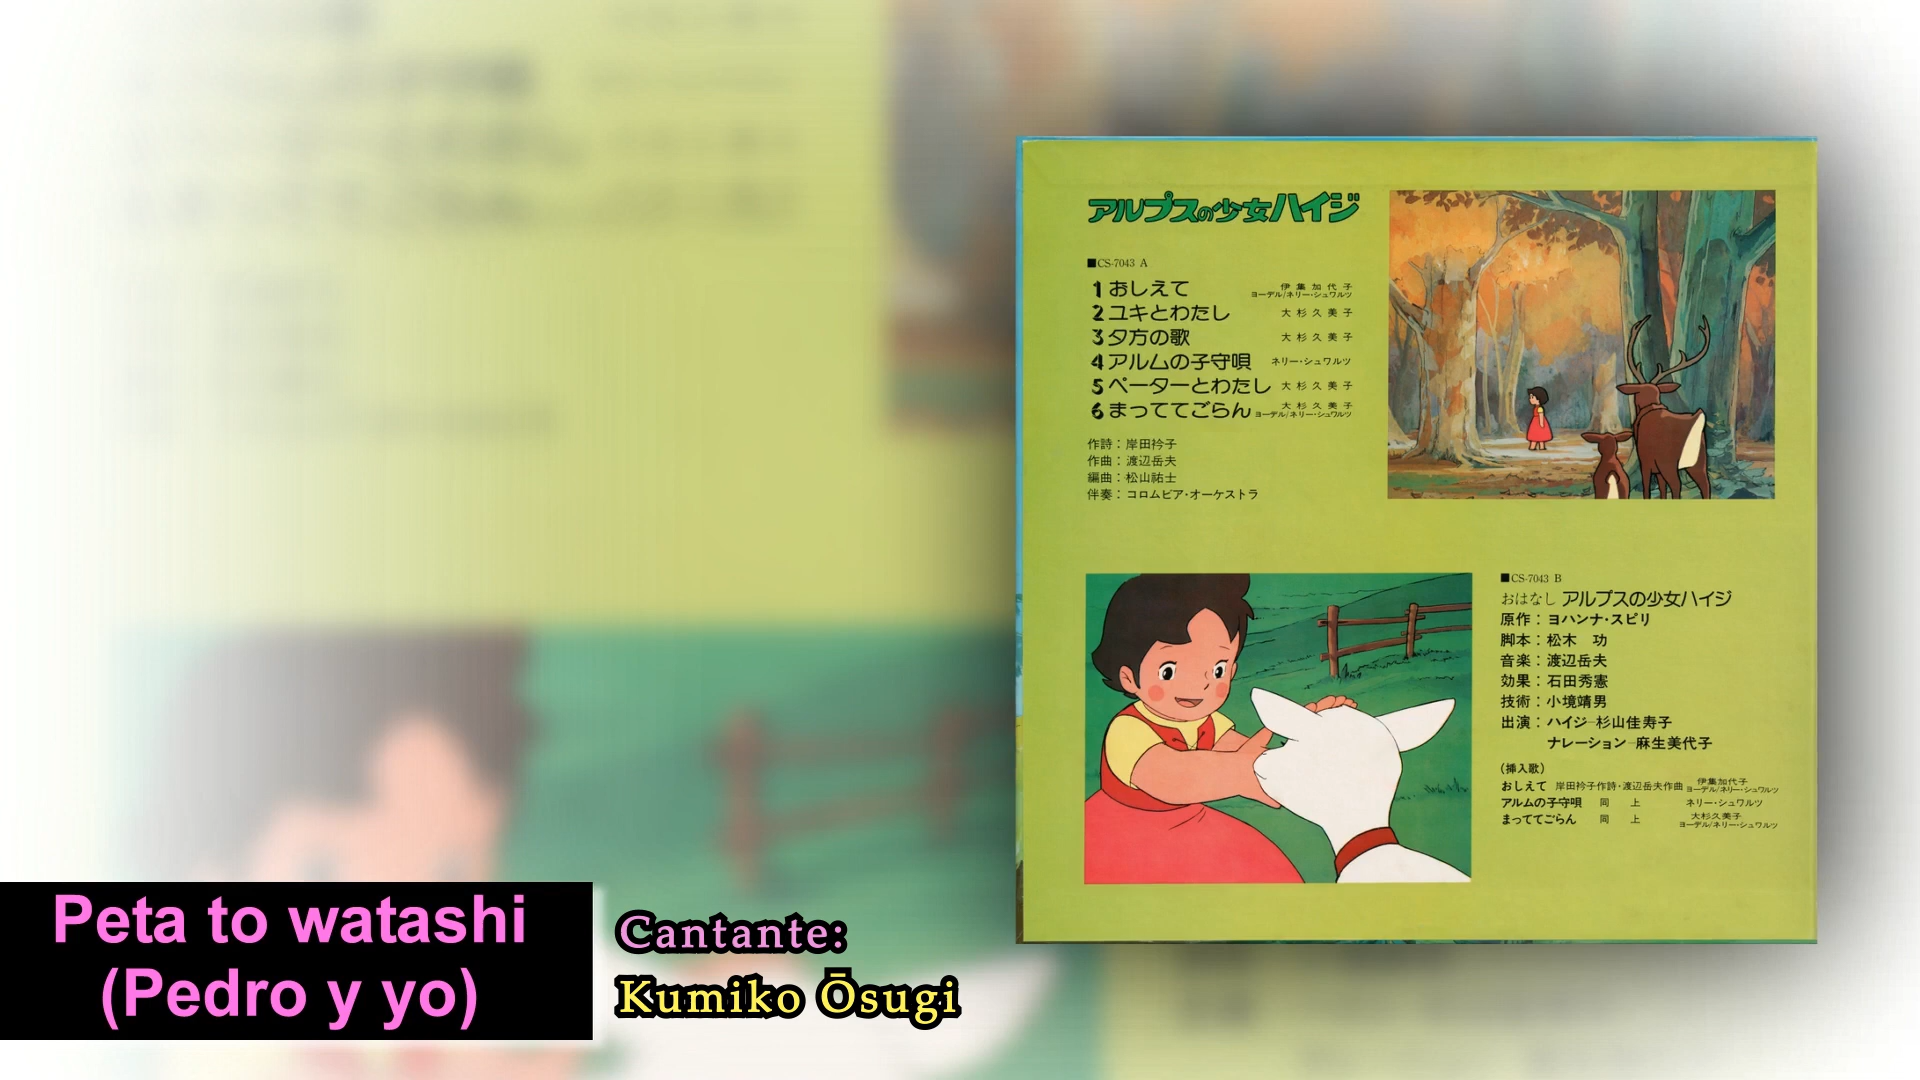 アルプスの少女ハイジ
■CS-7043 A
1 おしえて 伊集加代子
ヨーデル/ネリー・シュワルツ
2 ユキとわたし 大杉久美子
3 夕方の歌 大杉久美子
4 アルムの子守唄 ネリー・シュワルツ
5 ペーターとわたし 大杉久美子
6 まっててごらん 大杉久美子
ヨーデル/ネリー・シュワルツ
作詩：岸田衿子
作曲：渡辺岳夫
編曲：松山祐士
伴奏：コロムビア・オーケストラ
■CS-7043 B
おはなし アルプスの少女ハイジ
原作：ヨハンナ・スピリ
脚本：松木 功
音楽：渡辺岳夫
効果：石田秀憲
技術：小境靖男
出演：ハイジ─杉山佳寿子
ナレーション─麻生美代子
(挿入歌)
おしえて 岸田衿子作詩・渡辺岳夫作曲 伊集加代子
ヨーデル/ネリー・シュワルツ
アルムの子守唄 同 上 ネリー・シュワルツ
まっててごらん 同 上 大杉久美子
ヨーデル/ネリー・シュワルツ
Peta to watashi
(Pedro y yo)
Cantante:
Kumiko Ōsugi